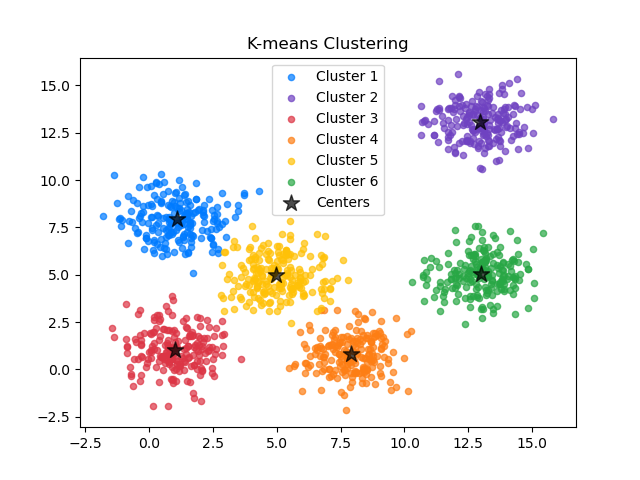 K-means Clustering
Cluster 1
Cluster 2
Cluster 3
Cluster 4
Cluster 5
Cluster 6
Centers
15.0
12.5
10.0
7.5
5.0
2.5
0.0
−2.5
−2.5 0.0 2.5 5.0 7.5 10.0 12.5 15.0